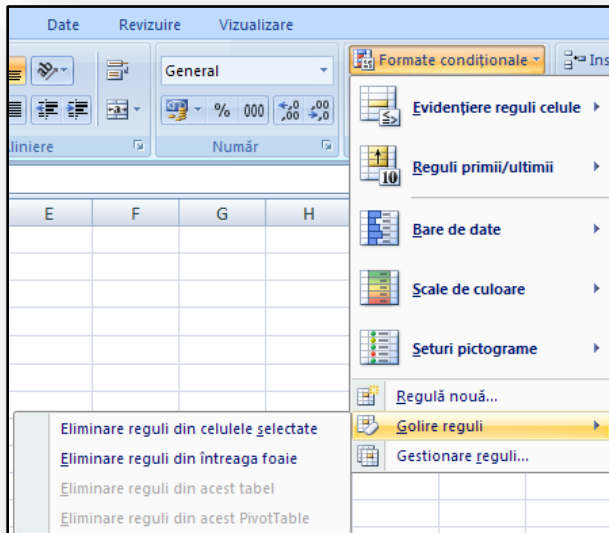 Date Revizuire Vizualizare
General
Formate condiționale
Ins
% 000
,00 ,00
,00 ,0
liniere Număr
E F G H
Evidențiere reguli celule
10
Reguli primii/ultimii
Bare de date
Scale de culoare
Seturi pictograme
Regulă nouă...
Golire reguli
Gestionare reguli...
Eliminare reguli din celulele selectate
Eliminare reguli din întreaga foaie
Eliminare reguli din acest tabel
Eliminare reguli din acest PivotTable